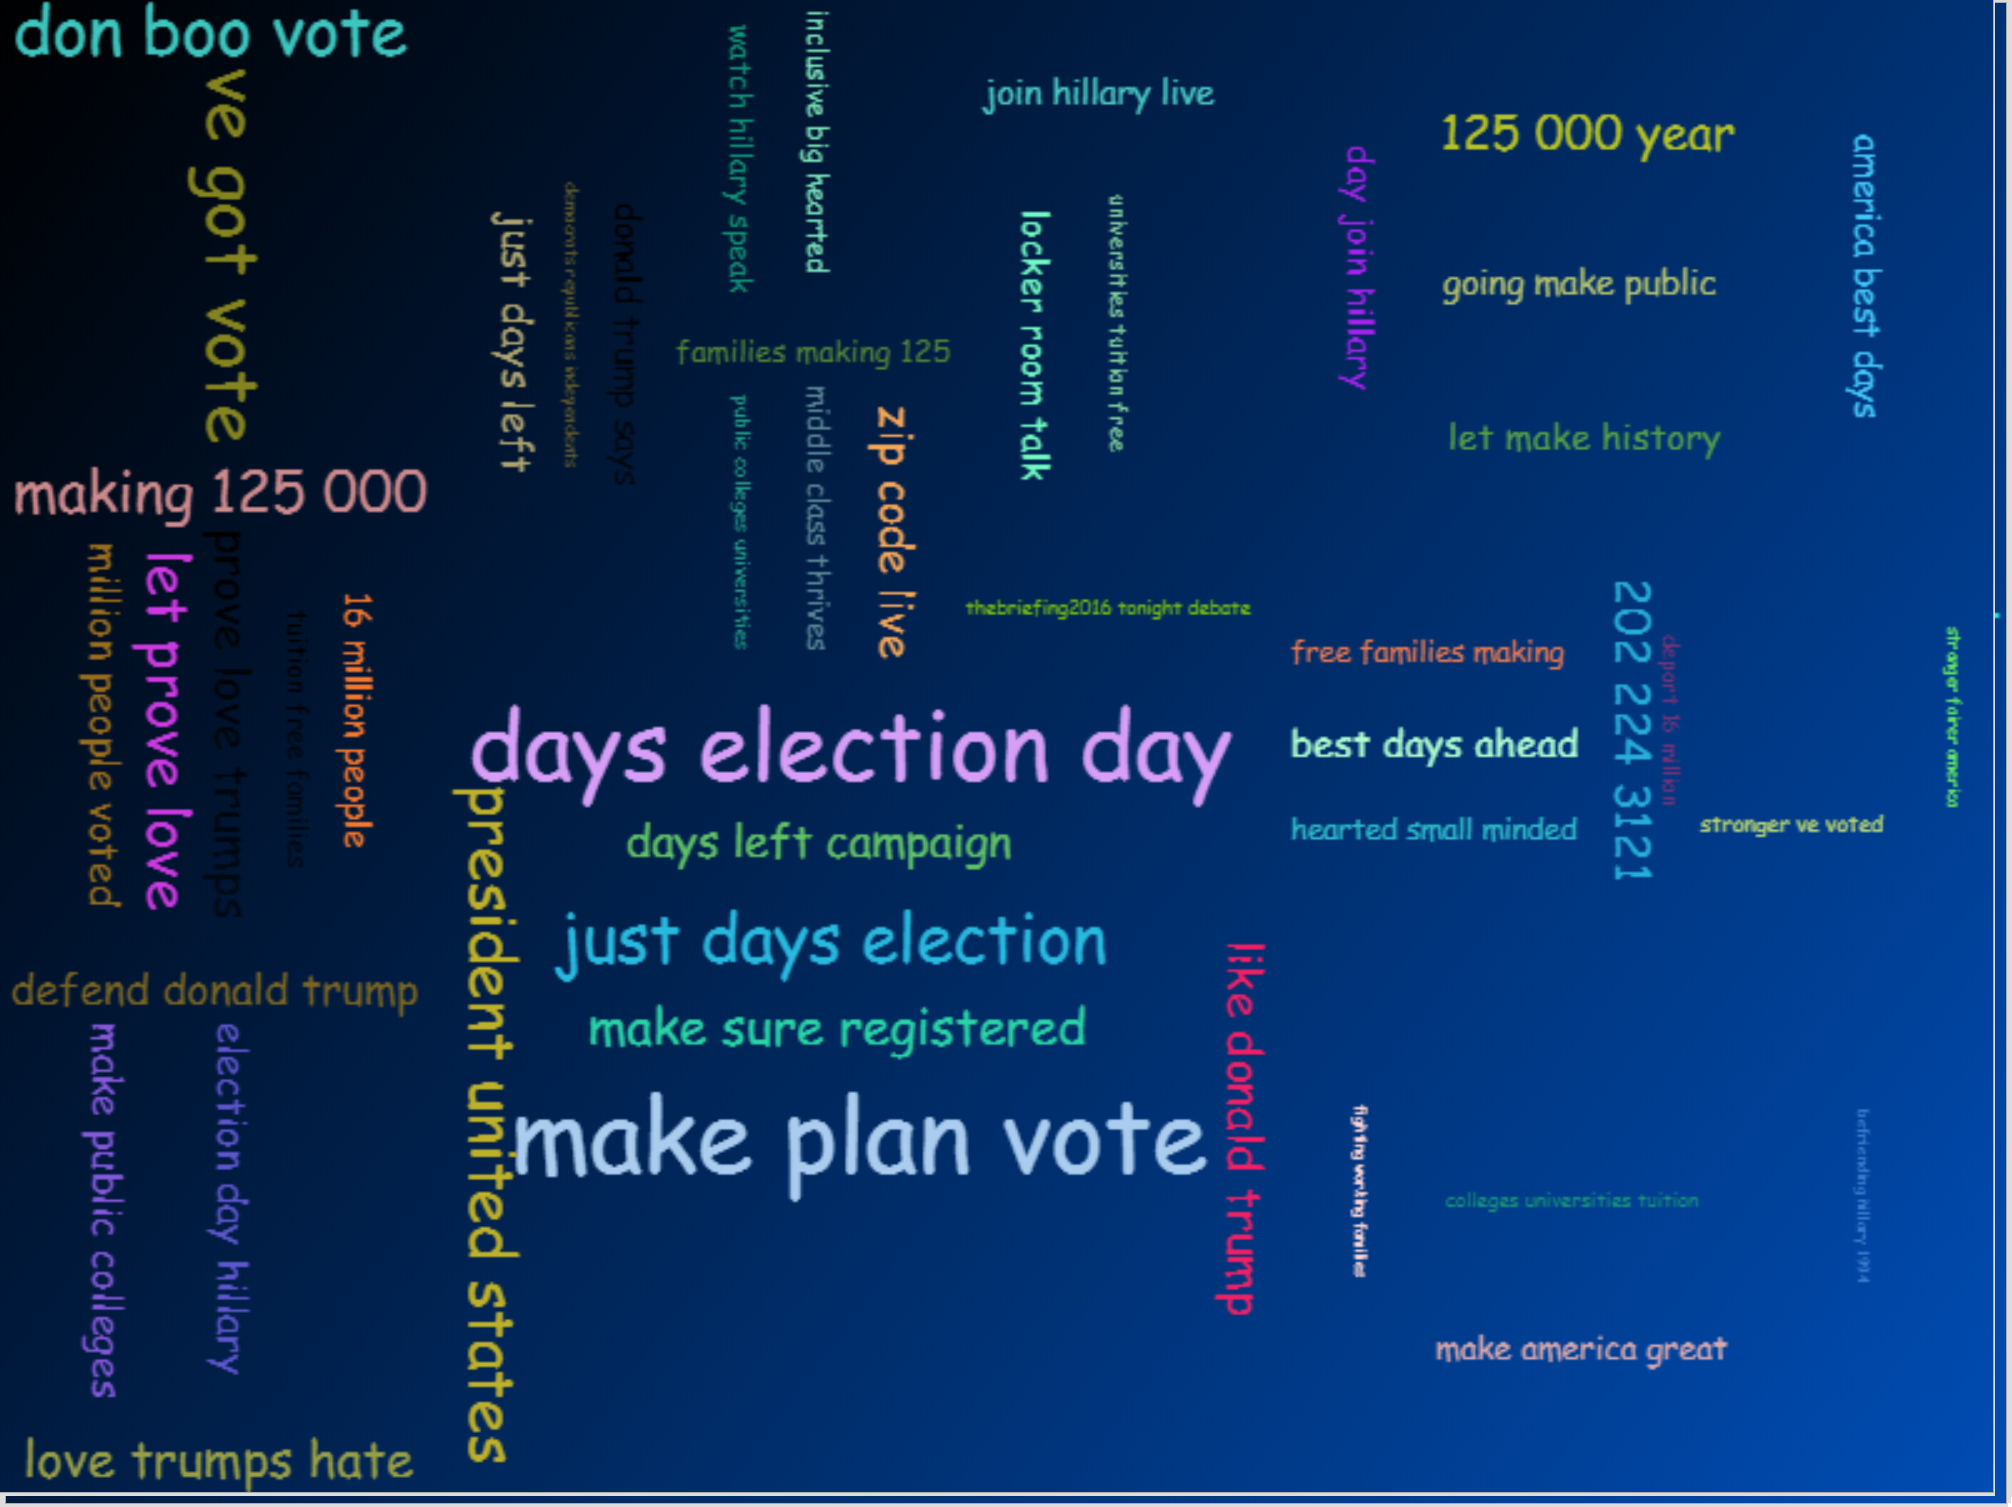 don boo vote
ve got vote
watch hillary speak
inclusive big hearted
join hillary live
125 000 year
america best days
day join hillary
universities tuition free
locker room talk
just days left
democrats republicans independents
donald trump says
going make public
families making 125
middle class thrives
public colleges universities
zip code live
let make history
making 125 000
million people voted
let prove love
prove love trumps
tuition free families
16 million people
thebriefing2016 tonight debate
free families making
202 224 3121
deport 16 million
stronger fairer america
days election day
best days ahead
president united states
days left campaign
hearted small minded
stronger ve voted
just days election
like donald trump
defend donald trump
make public colleges
election day hillary
make sure registered
make plan vote
fighting working families
colleges universities tuition
befriending hillary 1994
make america great
love trumps hate